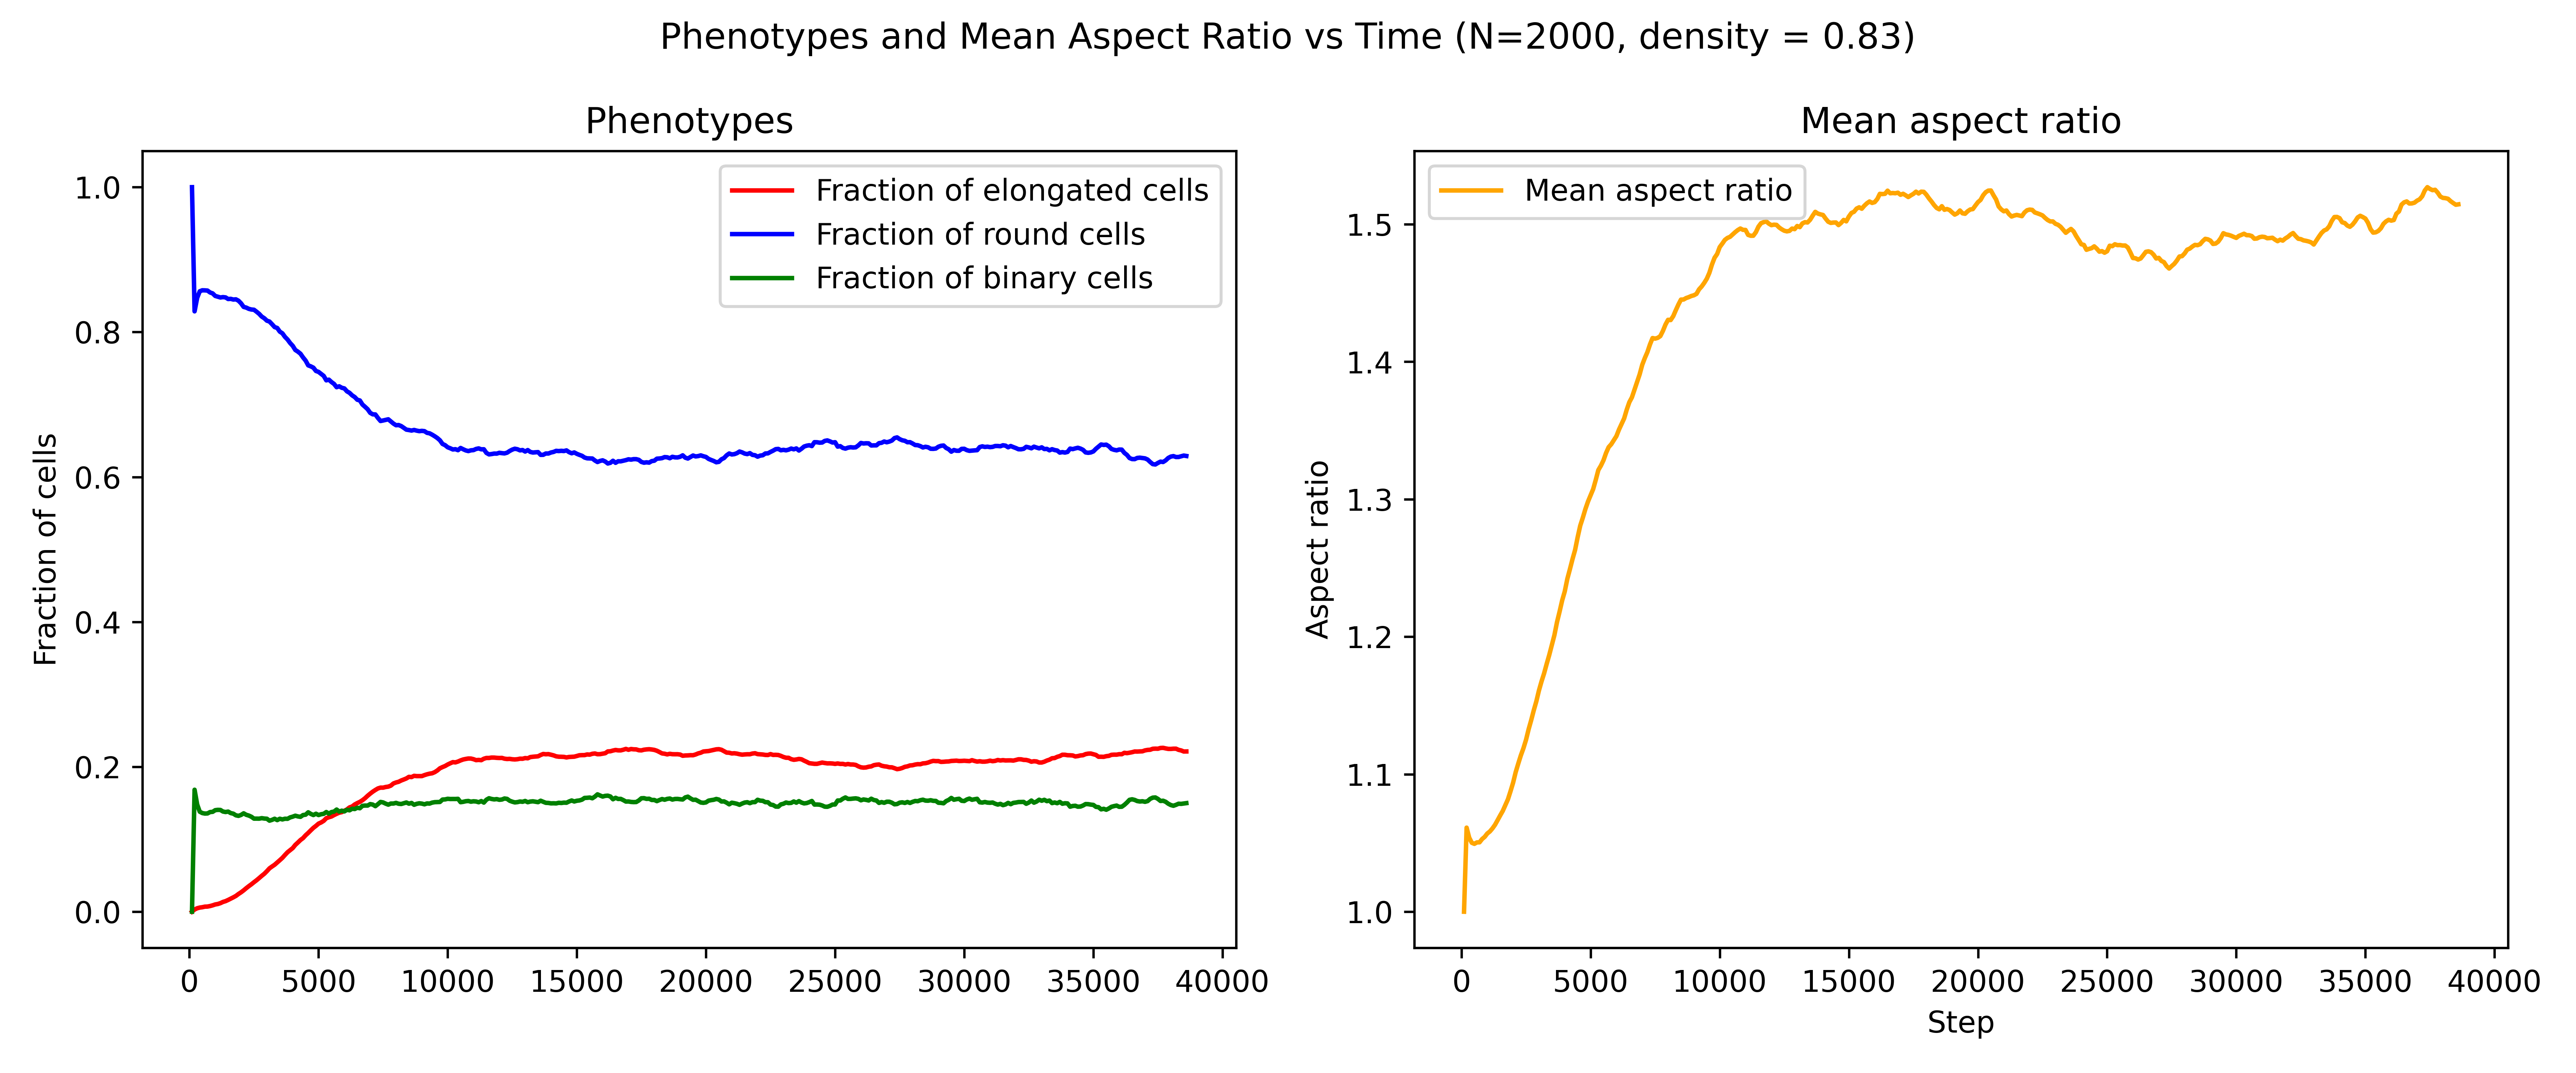 Phenotypes and Mean Aspect Ratio vs Time (N=2000, density = 0.83)
Phenotypes
Fraction of cells
1.0
0.8
0.6
0.4
0.2
0.0
Fraction of elongated cells
Fraction of round cells
Fraction of binary cells
0 5000 10000 15000 20000 25000 30000 35000 40000
Mean aspect ratio
Aspect ratio
1.5
1.4
1.3
1.2
1.1
1.0
Mean aspect ratio
0 5000 10000 15000 20000 25000 30000 35000 40000
Step